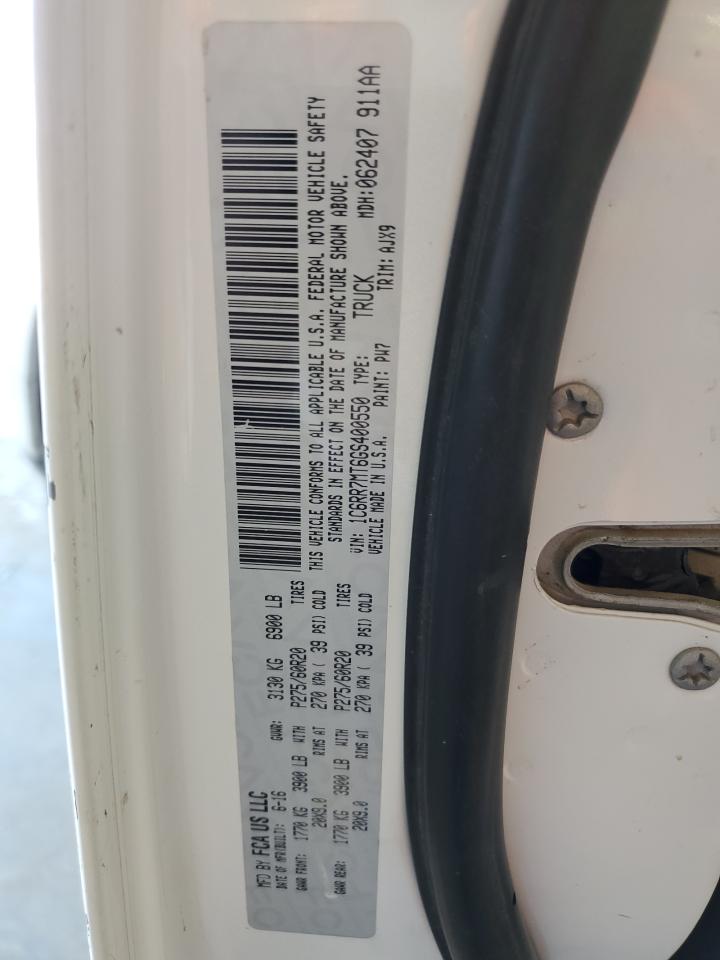 MFD BY FCA US LLC
DATE OF MFR(BUILT): 6-16 GVWR: 3130 KG 6900 LB
GAWR FRONT: 1770 KG 3900 LB WITH P275/60R20 TIRES
20X9.0 RIMS AT 270 KPA ( 39 PSI) COLD
GAWR REAR: 1770 KG 3900 LB WITH P275/60R20 TIRES
20X9.0 RIMS AT 270 KPA ( 39 PSI) COLD
THIS VEHICLE CONFORMS TO ALL APPLICABLE U.S.A. FEDERAL MOTOR VEHICLE SAFETY
STANDARDS IN EFFECT ON THE DATE OF MANUFACTURE SHOWN ABOVE.
VIN: 1C6RR7MT6GS400550 TYPE: TRUCK MDH:062407 911AA
VEHICLE MADE IN U.S.A. PAINT: PW7 TRIM: AJX9